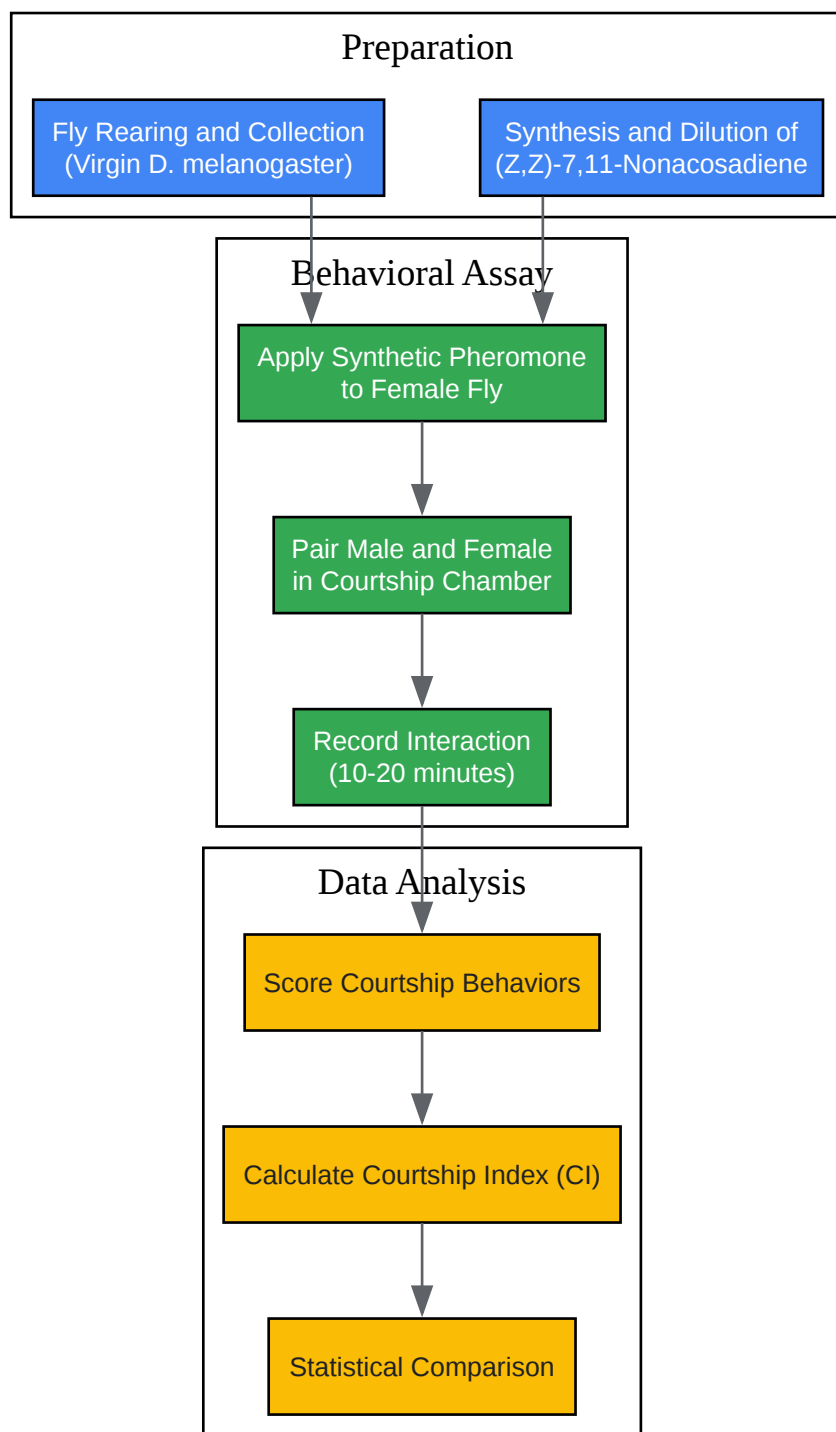 Preparation
Fly Rearing and Collection
(Virgin D. melanogaster)
Synthesis and Dilution of
(Z,Z)-7,11-Nonacosadiene
Behavioral Assay
Apply Synthetic Pheromone
to Female Fly
Pair Male and Female
in Courtship Chamber
Record Interaction
(10-20 minutes)
Data Analysis
Score Courtship Behaviors
Calculate Courtship Index (CI)
Statistical Comparison